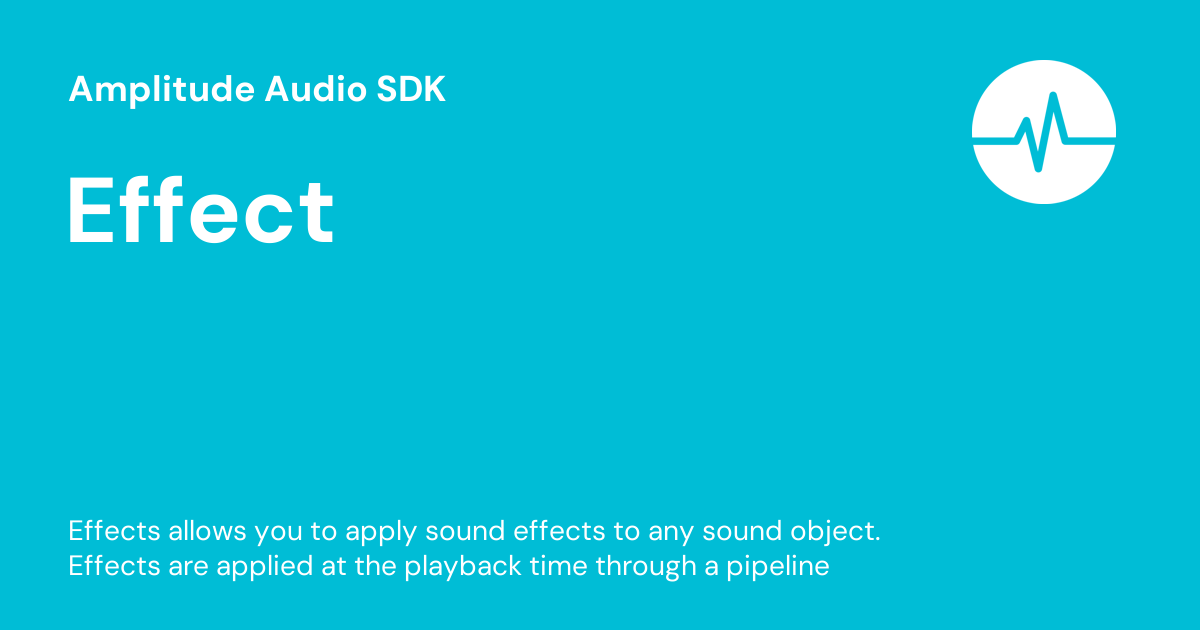 Amplitude Audio SDK
Effect
Effects allows you to apply sound effects to any sound object.
Effects are applied at the playback time through a pipeline